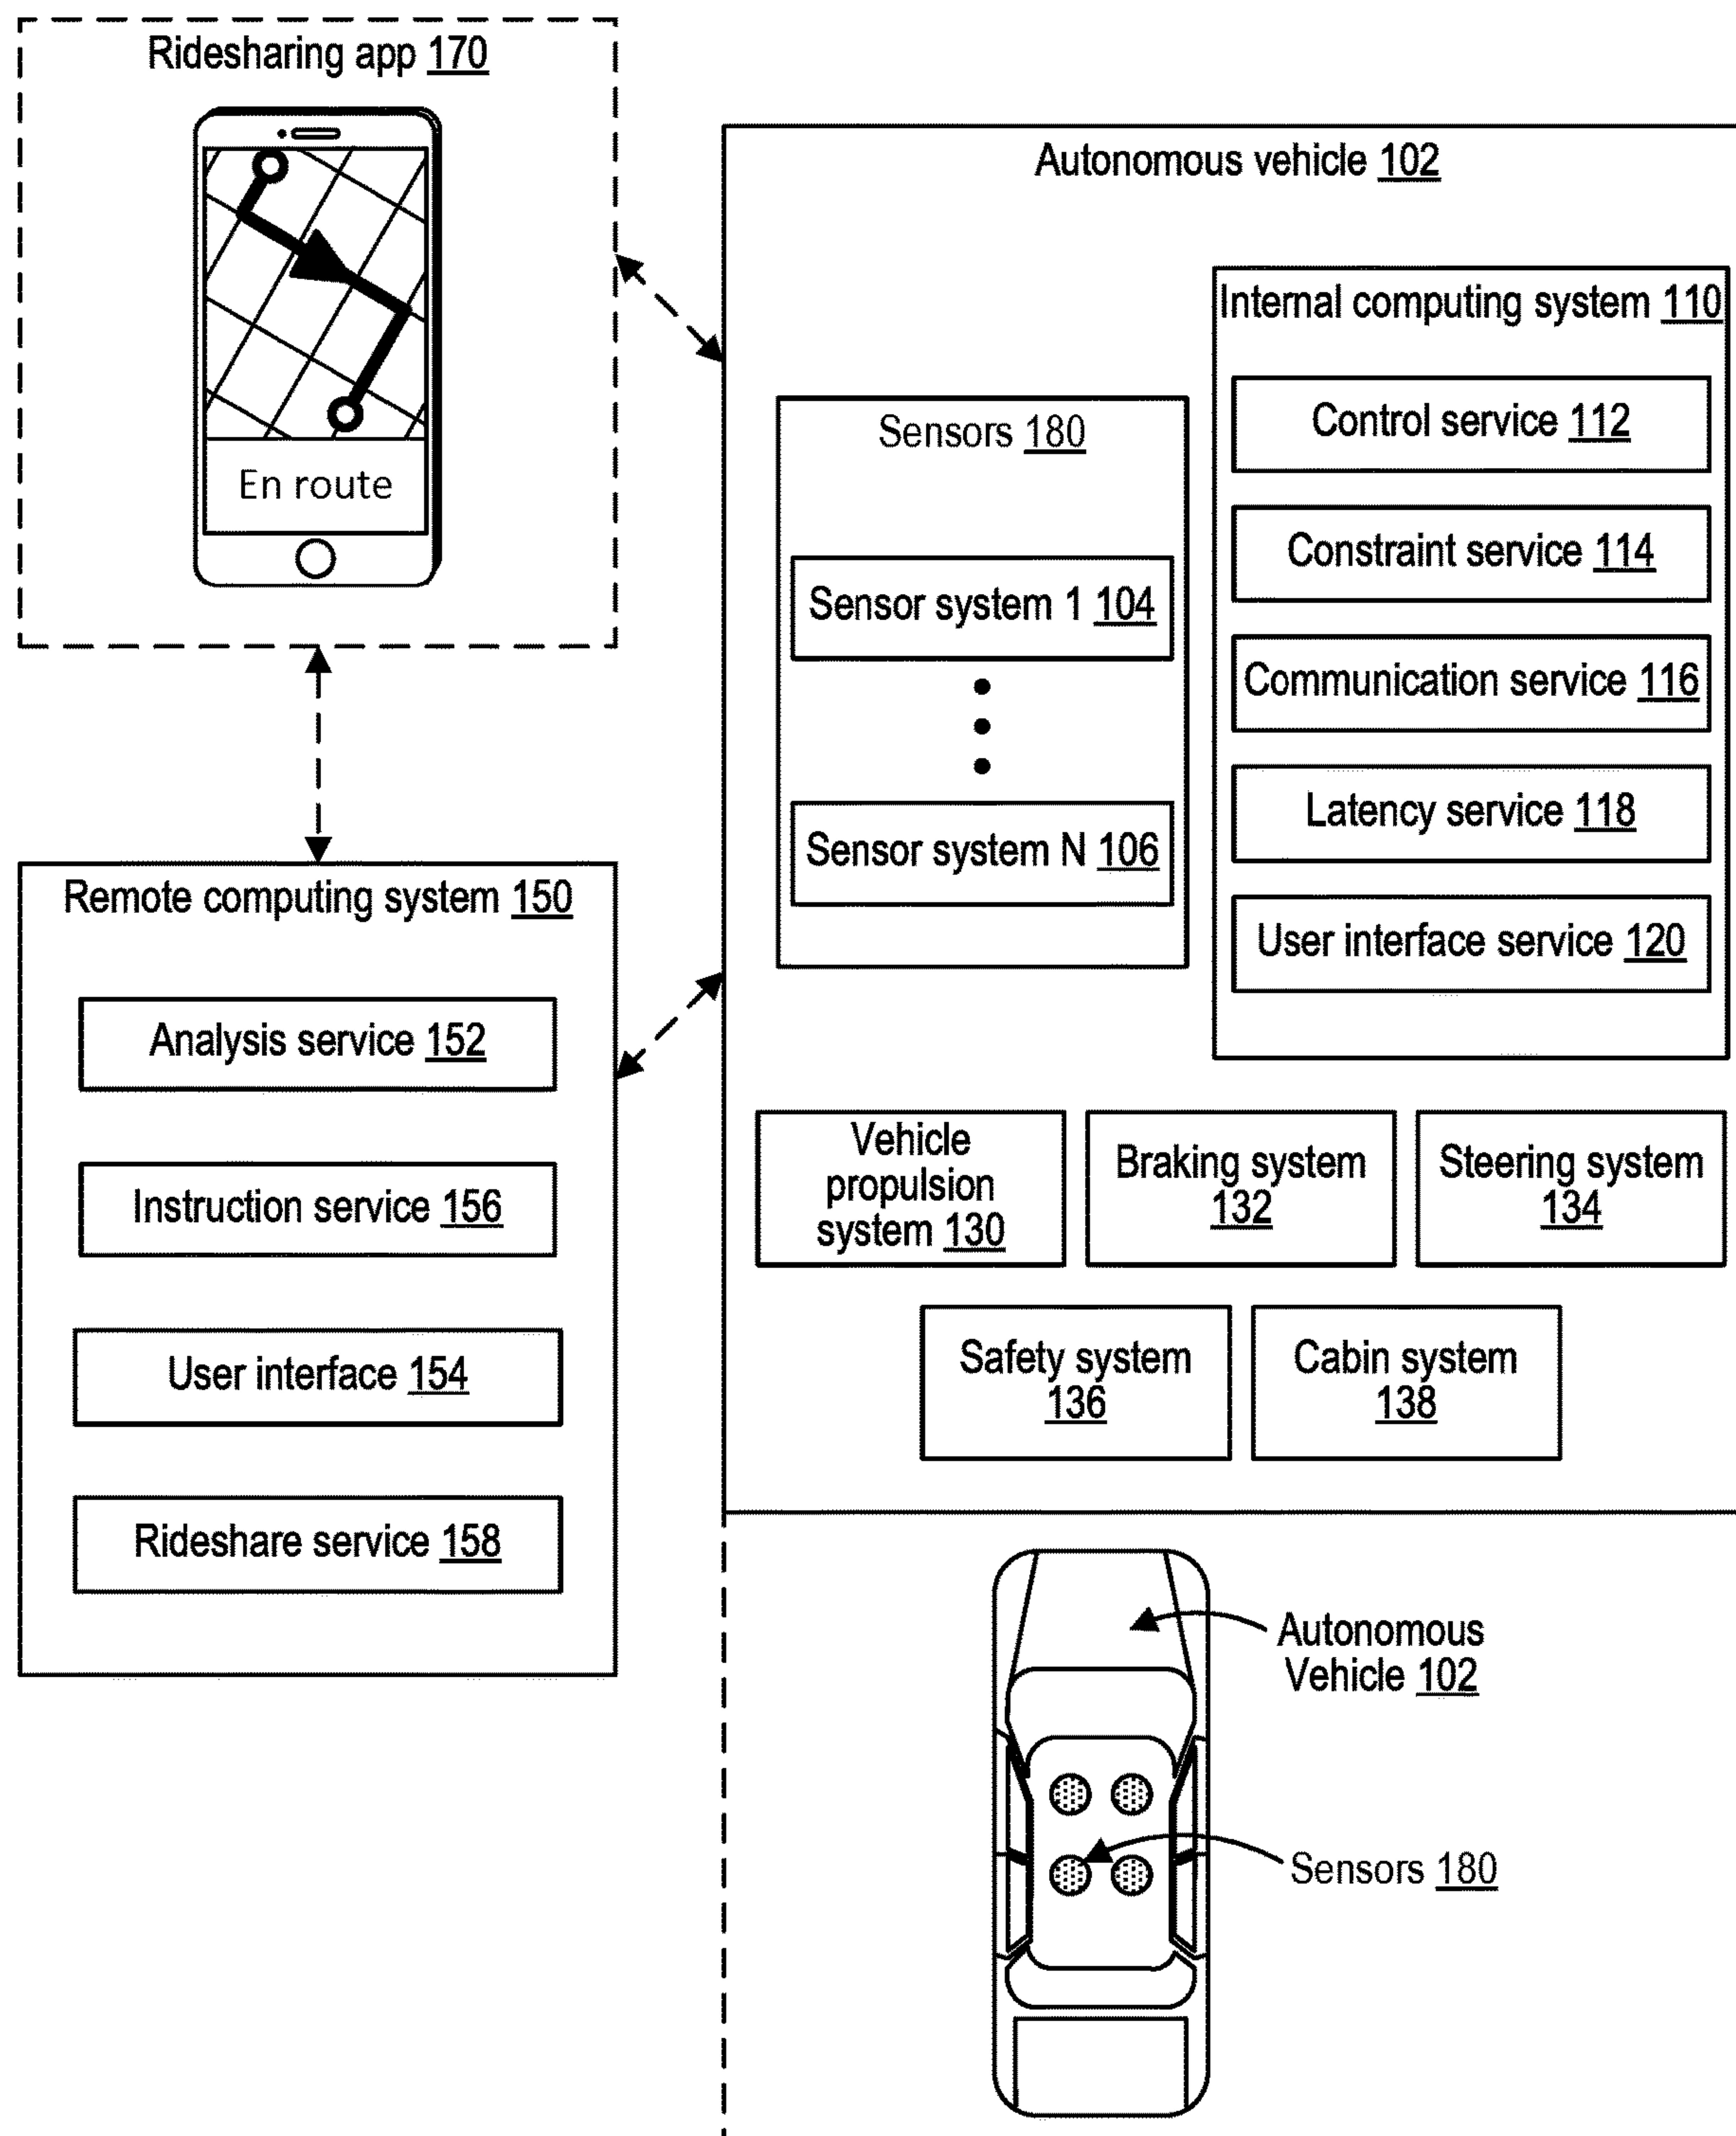 Ridesharing app 170
En route
Remote computing system 150
Analysis service 152
Instruction service 156
User interface 154
Rideshare service 158
Autonomous vehicle 102
Sensors 180
Sensor system 1 104
Sensor system N 106
Internal computing system 110
Control service 112
Constraint service 114
Communication service 116
Latency service 118
User interface service 120
Vehicle
propulsion
system 130
Braking system
132
Steering system
134
Safety system
136
Cabin system
138
Autonomous
Vehicle 102
Sensors 180